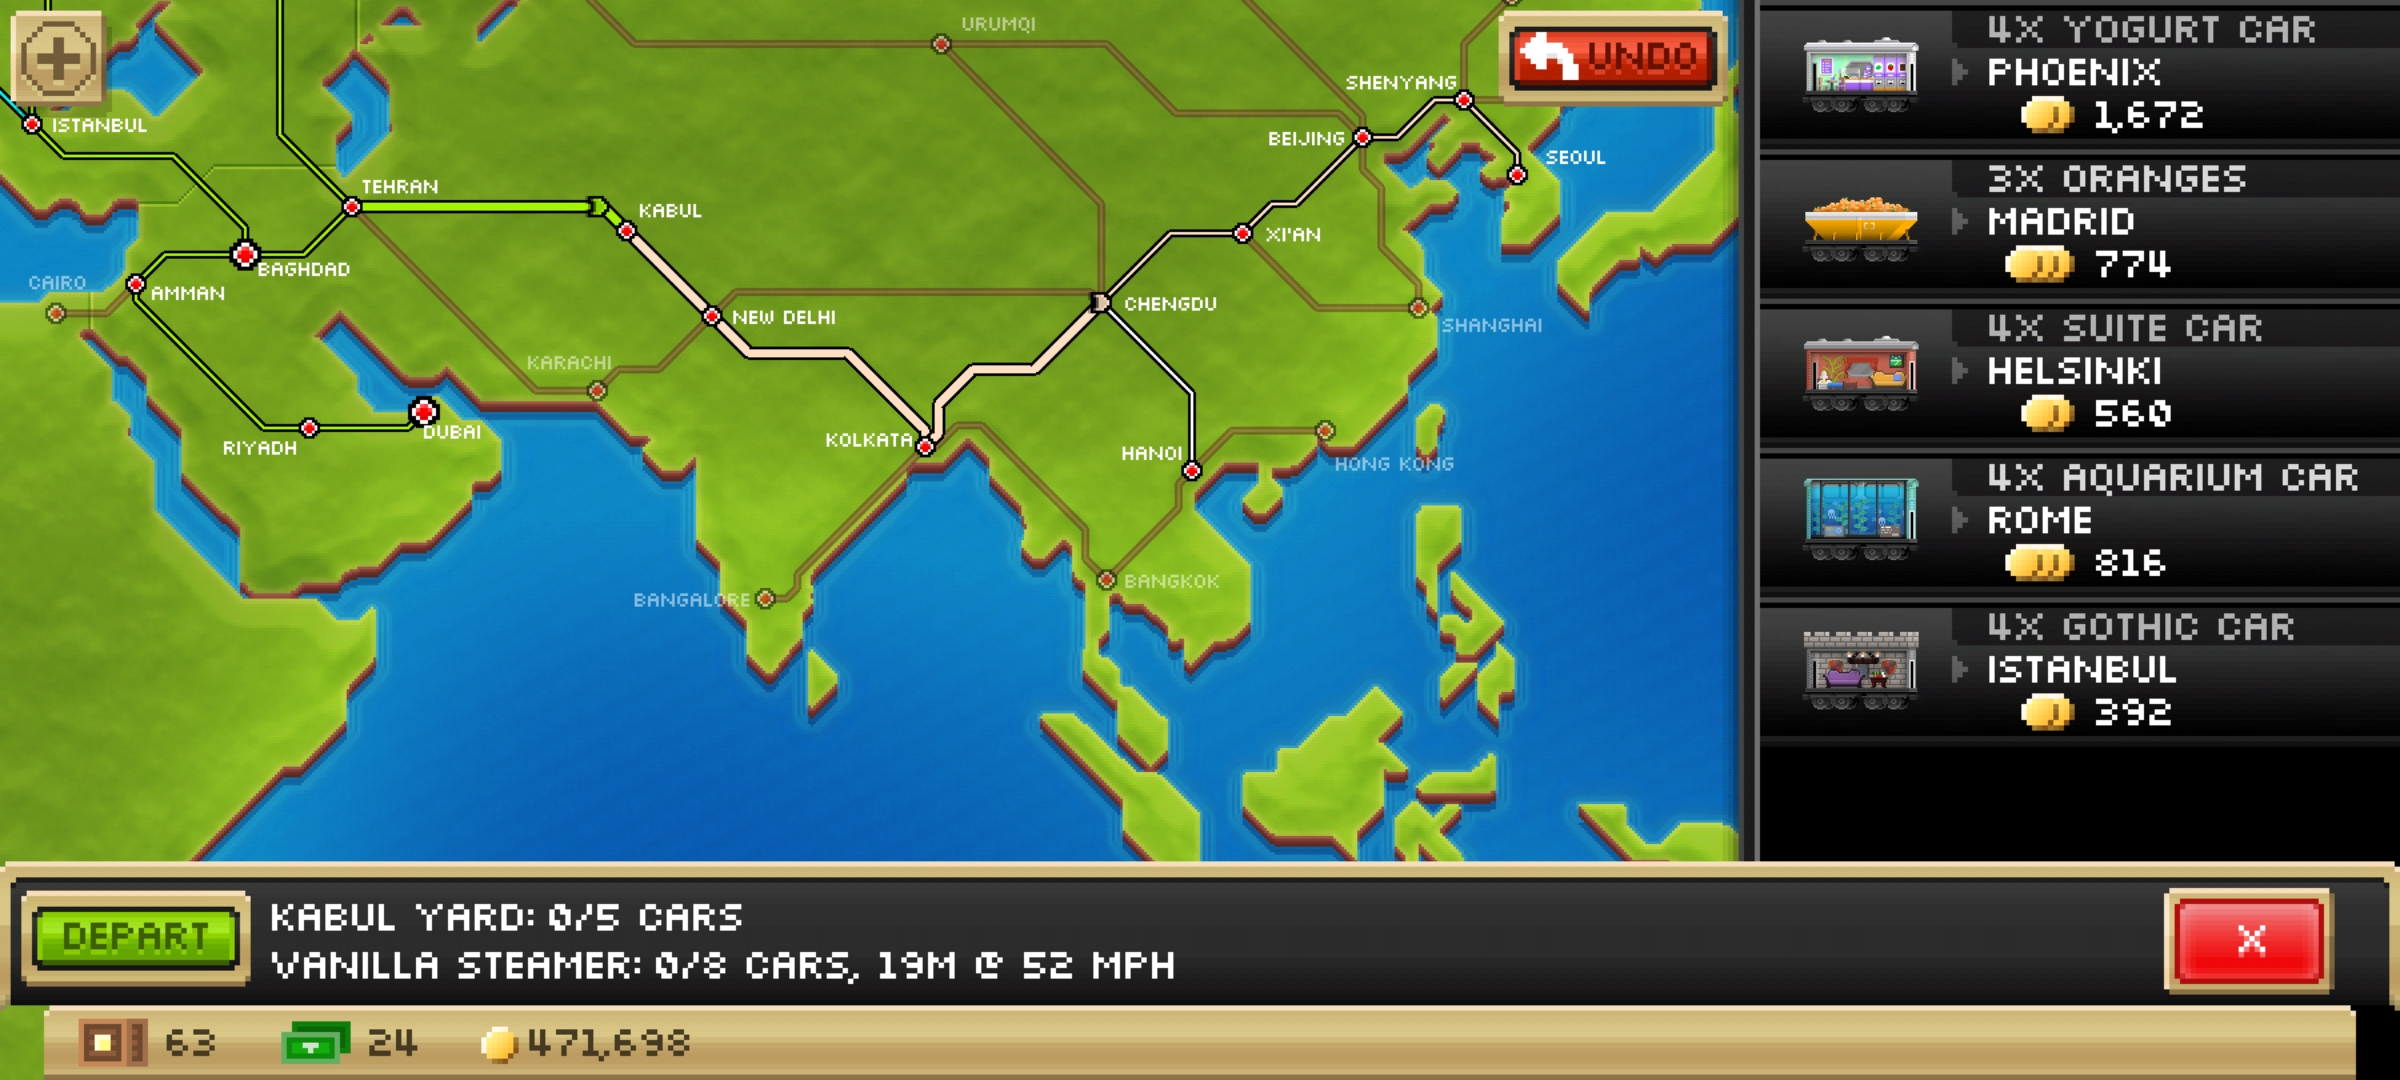 URUMQI
UNDO
SHENYANG
ISTANBUL
BEIJING
SEOUL
TEHRAN
KABUL
XI'AN
BAGHDAD
CAIRO
AMMAN
NEW DELHI
CHENGDU
SHANGHAI
KARACHI
DUBAI
RIYADH
KOLKATA
HANOI
HONG KONG
BANGKOK
BANGALORE
4X YOGURT CAR
PHOENIX
1,672
3X ORANGES
MADRID
774
4X SUITE CAR
HELSINKI
560
4X AQUARIUM CAR
ROME
816
4X GOTHIC CAR
ISTANBUL
392
DEPART
KABUL YARD: 0/5 CARS
VANILLA STEAMER: 0/8 CARS, 19M @ 52 MPH
X
63 24 471,698